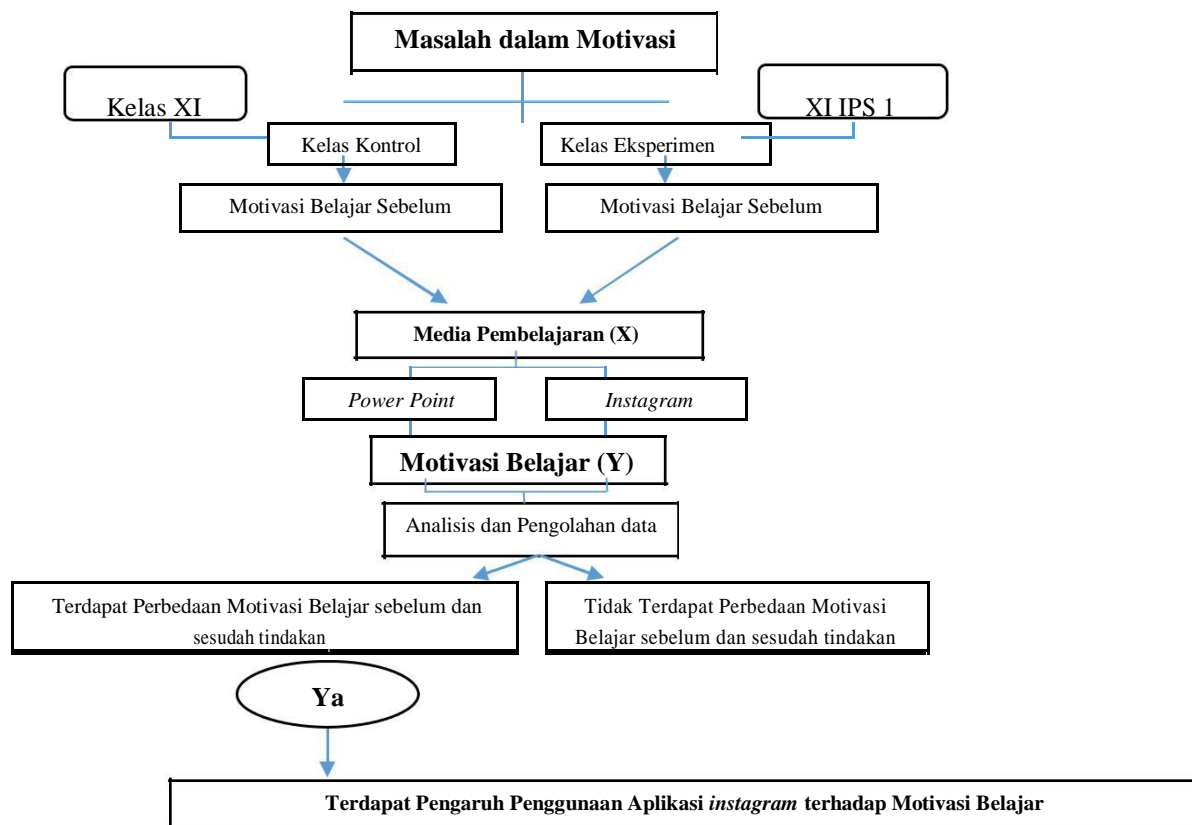 Masalah dalam Motivasi
Kelas XI
XI IPS 1
Kelas Kontrol
Kelas Eksperimen
Motivasi Belajar Sebelum
Motivasi Belajar Sebelum
Media Pembelajaran (X)
Power Point
Instagram
Motivasi Belajar (Y)
Analisis dan Pengolahan data
Terdapat Perbedaan Motivasi Belajar sebelum dan
sesudah tindakan
Tidak Terdapat Perbedaan Motivasi
Belajar sebelum dan sesudah tindakan
Ya
Terdapat Pengaruh Penggunaan Aplikasi instagram terhadap Motivasi Belajar